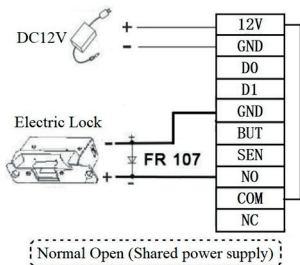 DC12V
+
-
12V
GND
D0
D1
GND
BUT
SEN
NO
COM
NC
Electric Lock
-
+
+
-
FR 107
Normal Open (Shared power supply)